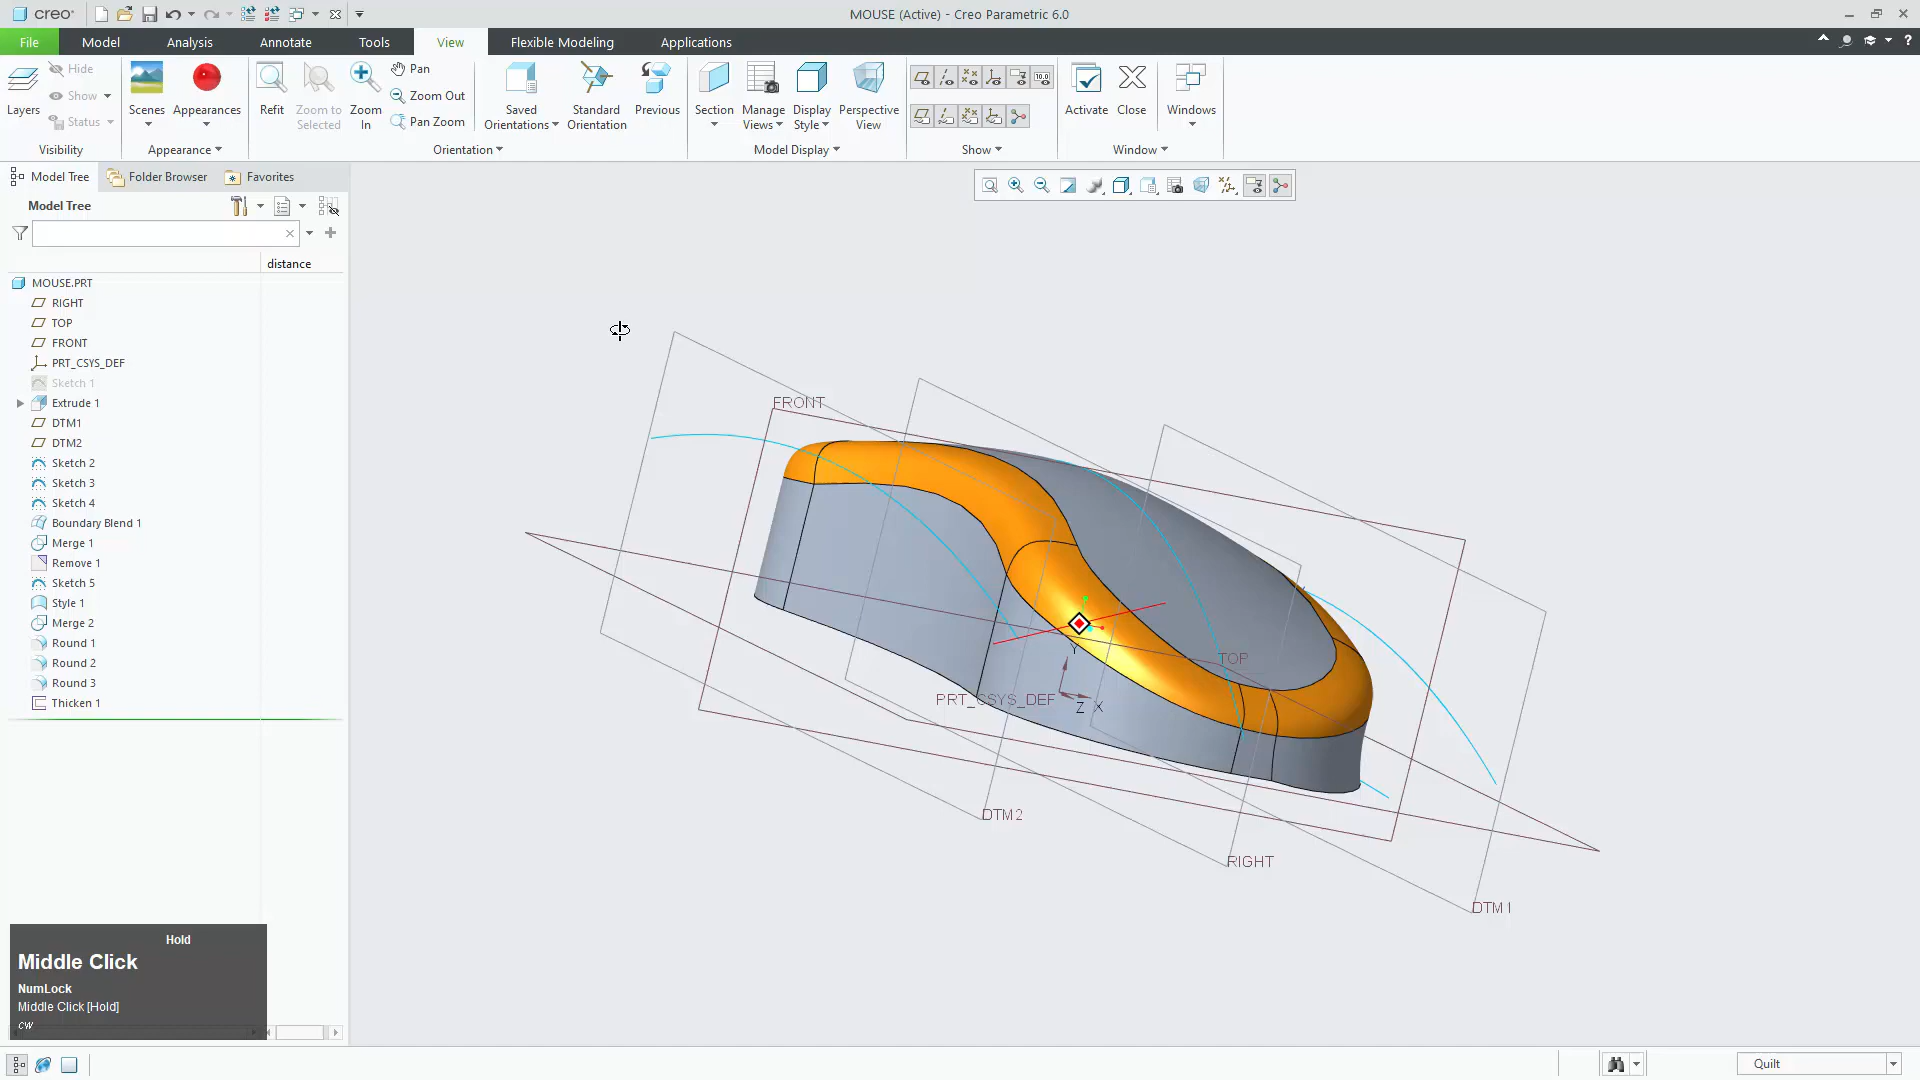 creo
MOUSE (Active) - Creo Parametric 6.0
File
Model
Analysis
Annotate
Tools
View
Flexible Modeling
Applications
Layers
Hide
Show
Status
Visibility
Scenes
Appearances
Appearance
Refit
Zoom to
Selected
Zoom
In
Pan
Zoom Out
Pan Zoom
Saved
Orientations
Standard
Orientation
Previous
Orientation
Section
Manage
Views
Display
Style
Perspective
View
Model Display
10.0
Show
Activate
Close
Windows
Window
Model Tree
Folder Browser
Favorites
Model Tree
distance
MOUSE.PRT
RIGHT
TOP
FRONT
PRT_CSYS_DEF
Sketch 1
Extrude 1
DTM1
DTM2
Sketch 2
Sketch 3
Sketch 4
Boundary Blend 1
Merge 1
Remove 1
Sketch 5
Style 1
Merge 2
Round 1
Round 2
Round 3
Thicken 1
FRONT
TOP
Y
PRT_CSYS_DEF
Z
X
DTM2
RIGHT
DTM1
Hold
Middle Click
NumLock
Middle Click [Hold]
cw
Quilt